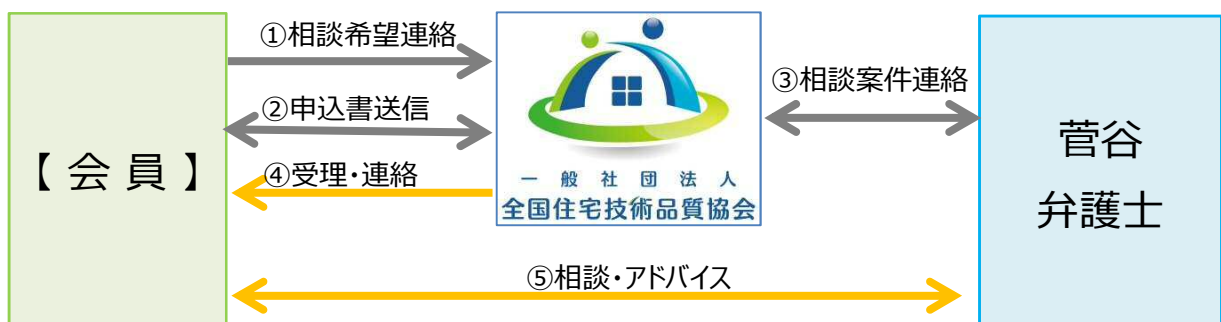 ①相談希望連絡
②申込書送信
③相談案件連絡
④受理・連絡
⑤相談・アドバイス
【 会 員 】
一 般 社 団 法 人
全国住宅技術品質協会
菅谷
弁護士